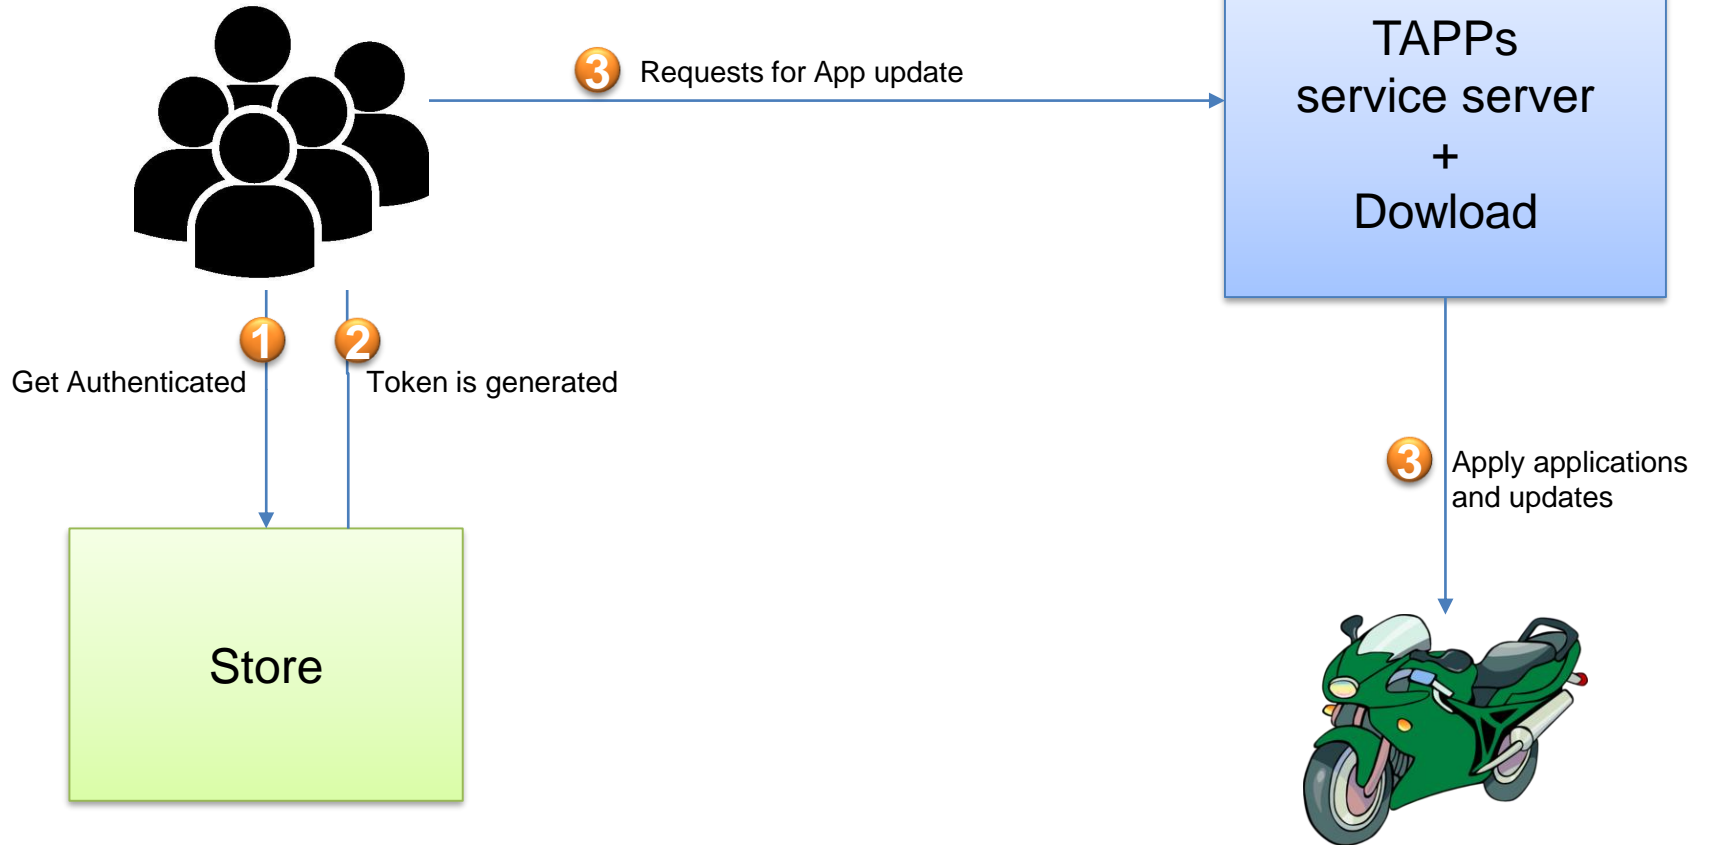 3 Requests for App update
TAPPs
service server
+
Dowload
1
2
Get Authenticated
Token is generated
3
Apply applications
and updates
Store